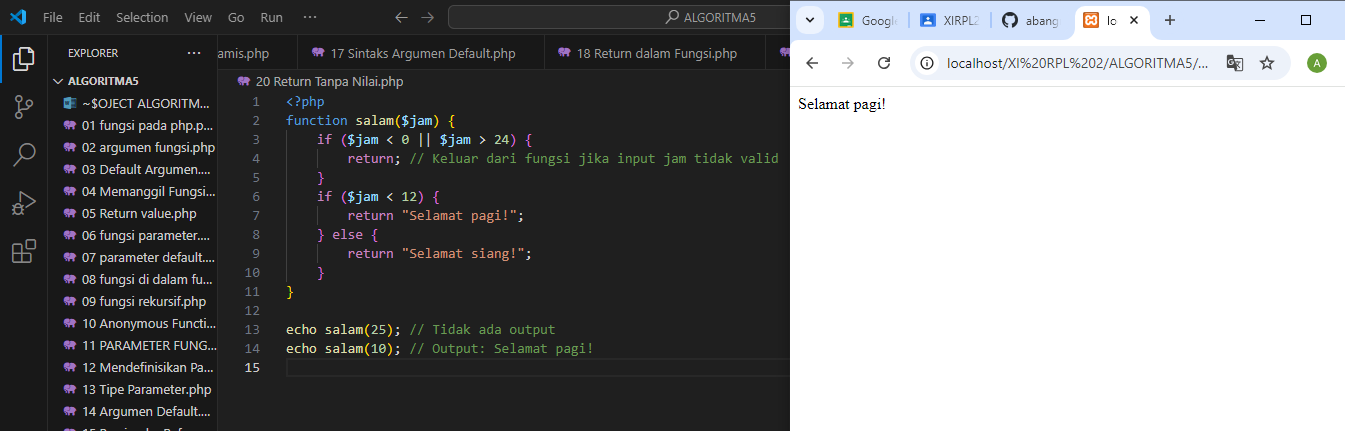 File Edit Selection View Go Run ··· ← → ALGORITMA5
EXPLORER ···
ALGORITMA5
~$OJECT ALGORITM...
01 fungsi pada php.p...
02 argumen fungsi.php
03 Default Argumen....
04 Memanggil Fungsi...
05 Return value.php
06 fungsi parameter....
07 parameter default....
08 fungsi di dalam fu...
09 fungsi rekursif.php
10 Anonymous Functi...
11 PARAMETER FUNG...
12 Mendefinisikan Pa...
13 Tipe Parameter.php
14 Argumen Default....
amis.php 17 Sintaks Argumen Default.php 18 Return dalam Fungsi.php
20 Return Tanpa Nilai.php
1 <?php
2 function salam($jam) {
3 if ($jam < 0 || $jam > 24) {
4 return; // Keluar dari fungsi jika input jam tidak valid
5 }
6 if ($jam < 12) {
7 return "Selamat pagi!";
8 } else {
9 return "Selamat siang!";
10 }
11 }
12
13 echo salam(25); // Tidak ada output
14 echo salam(10); // Output: Selamat pagi!
15
Google XIRPL2 abang lo
localhost/XI%20RPL%202/ALGORITMA5/... A
Selamat pagi!